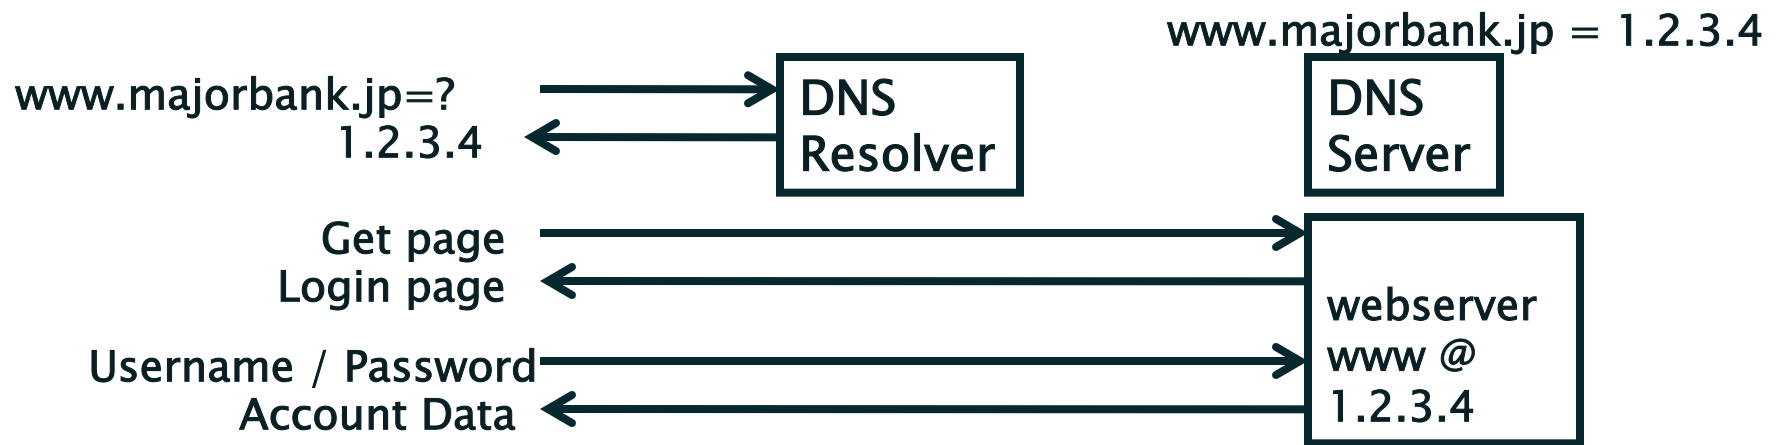 www.majorbank.jp = 1.2.3.4
www.majorbank.jp=?
1.2.3.4
DNS
Resolver
DNS
Server
Get page
Login page
Username / Password
Account Data
webserver
www @
1.2.3.4